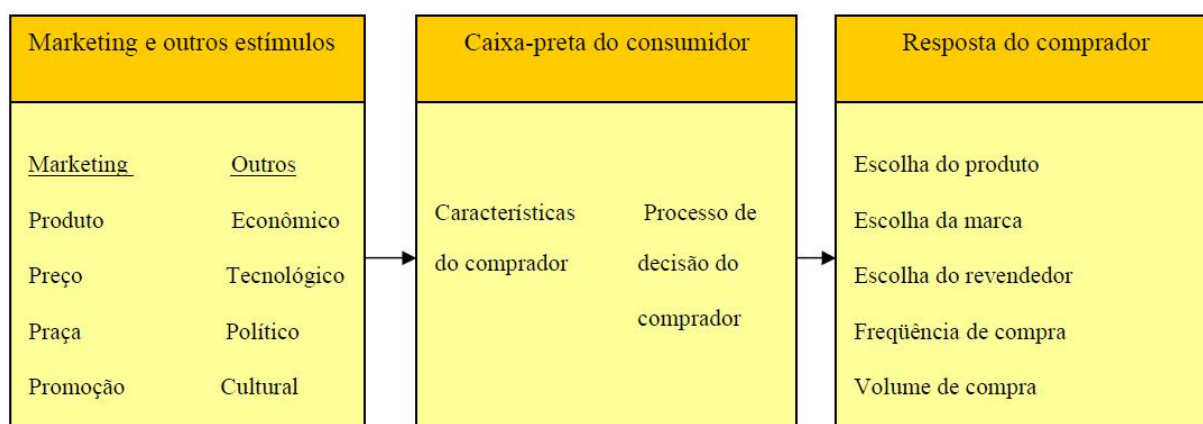 Marketing e outros estímulos
Marketing Outros
Produto Econômico
Preço Tecnológico
Praça Político
Promoção Cultural
Caixa-preta do consumidor
Características Processo de
do comprador decisão do
comprador
Resposta do comprador
Escolha do produto
Escolha da marca
Escolha do revendedor
Freqüência de compra
Volume de compra